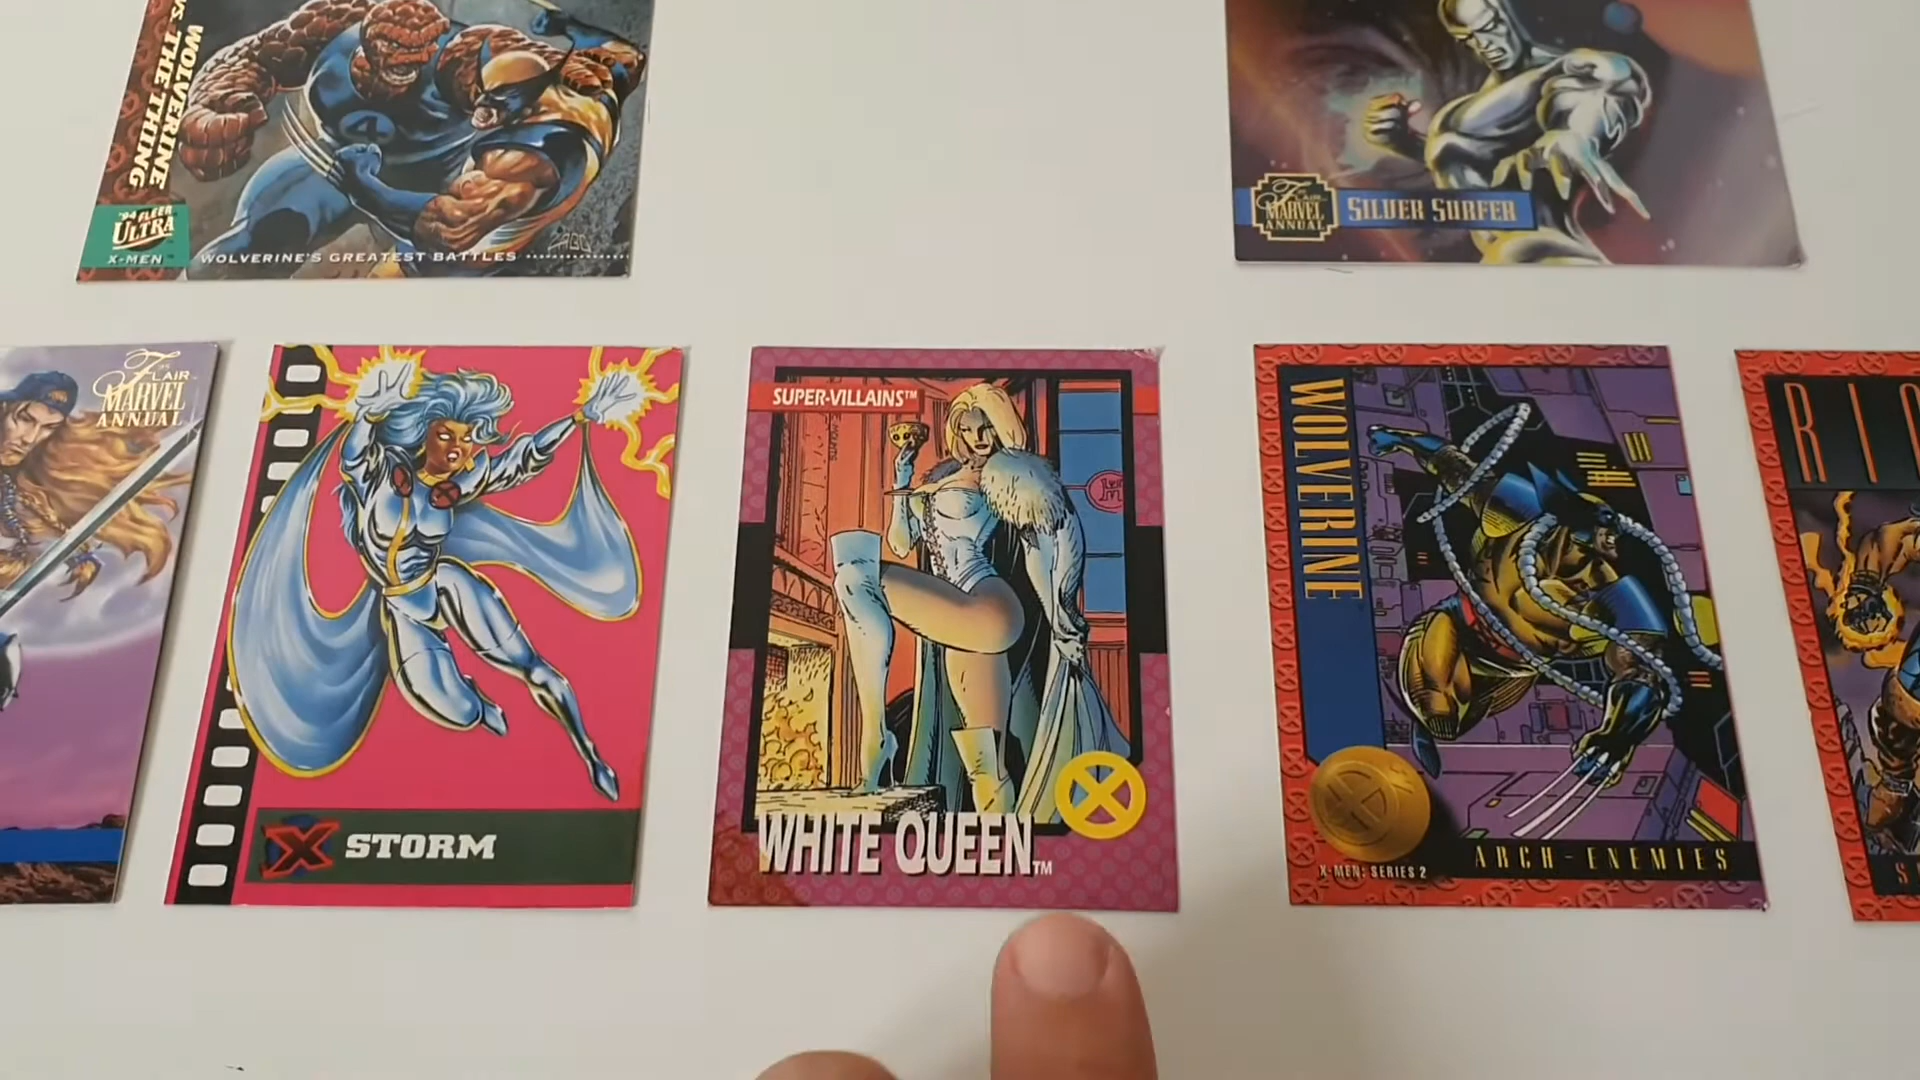 WOLVERINE
VS. THE THING
'94 FLEER
ULTRA
X-MEN
WOLVERINE'S GREATEST BATTLES
FLAIR
MARVEL
ANNUAL
SILVER SURFER
FLAIR
MARVEL
ANNUAL
STORM
SUPER-VILLAINS™
WHITE QUEEN™
WOLVERINE
X-MEN: SERIES 2
ARCH-ENEMIES